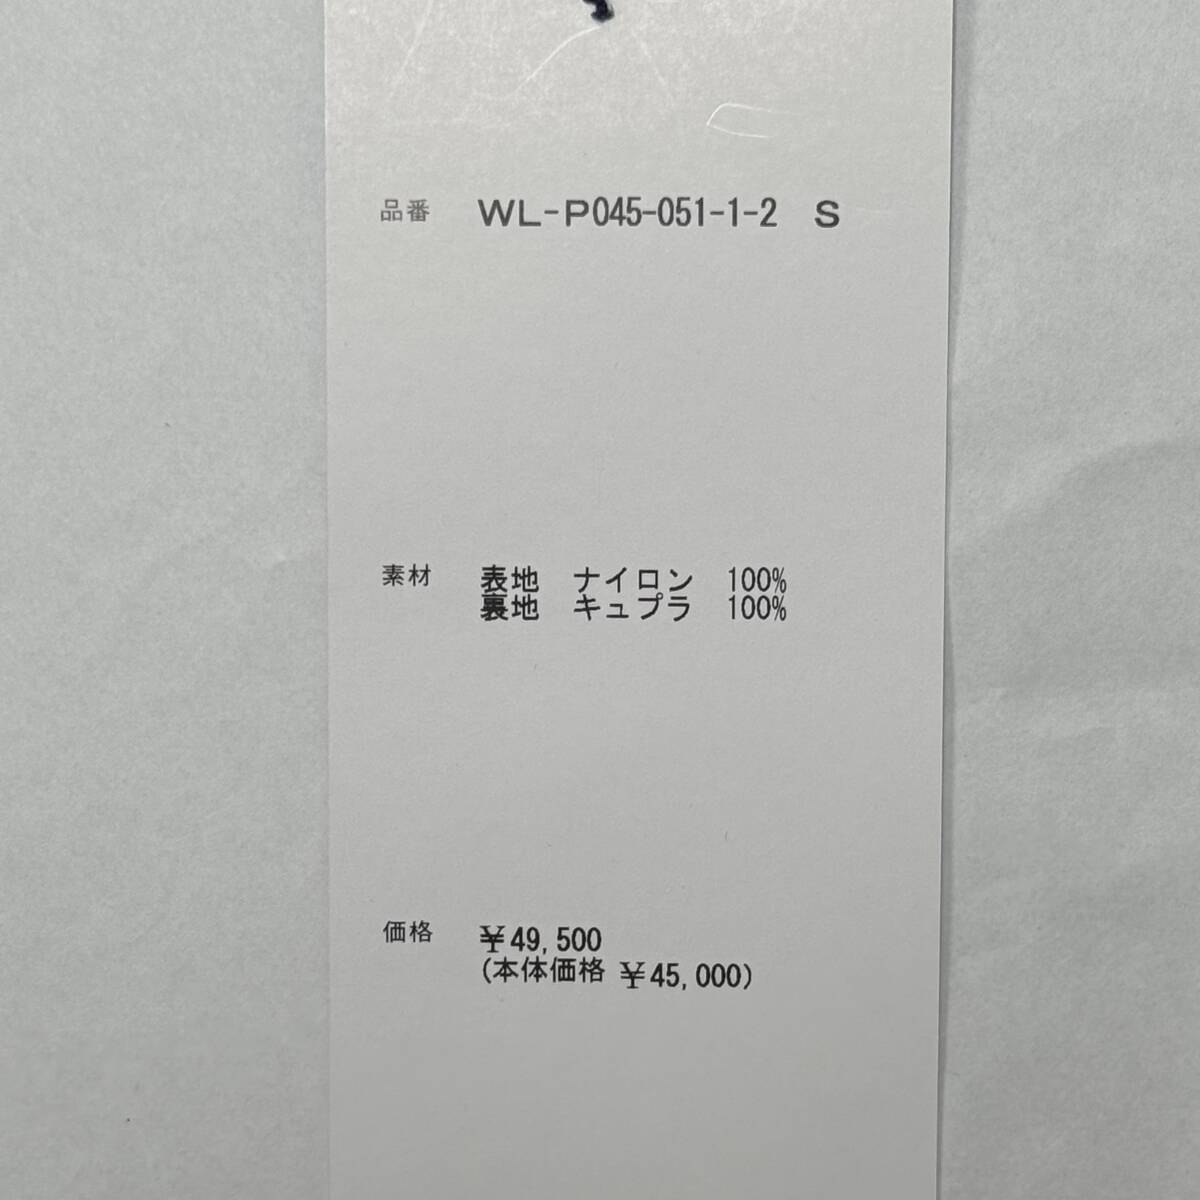 品番 WL-P045-051-1-2 S
素材 表地 ナイロン 100%
裏地 キュプラ 100%
価格 ¥49,500
(本体価格 ¥45,000)